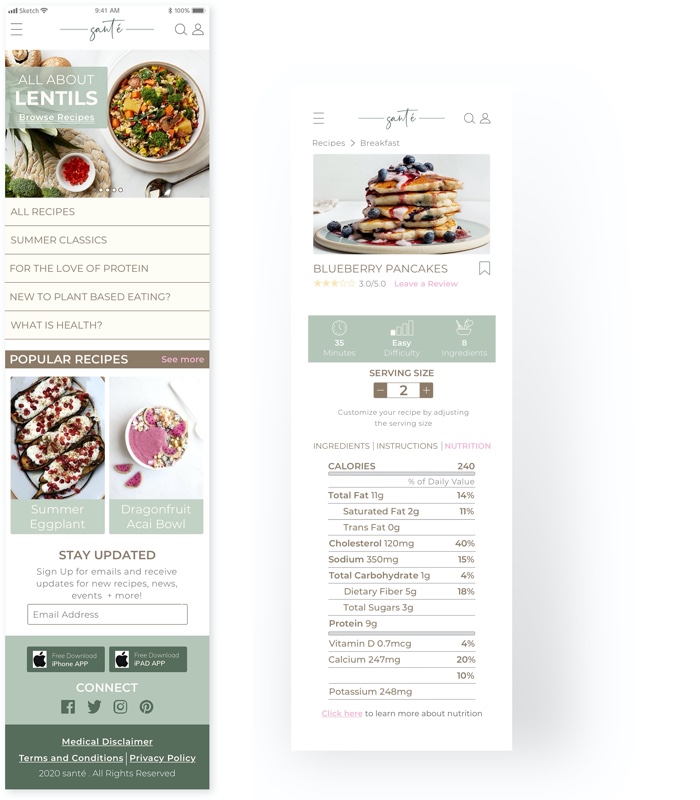 Sketch 9:41 AM 100%
santé
ALL ABOUT
LENTILS
Browse Recipes
ALL RECIPES
SUMMER CLASSICS
FOR THE LOVE OF PROTEIN
NEW TO PLANT BASED EATING?
WHAT IS HEALTH?
POPULAR RECIPES See more
Summer
Eggplant
Dragonfruit
Acai Bowl
STAY UPDATED
Sign Up for emails and receive
updates for new recipes, news,
events + more!
Email Address
Free Download
iPhone APP
Free Download
iPAD APP
CONNECT
Medical Disclaimer
Terms and Conditions | Privacy Policy
2020 santé . All Rights Reserved
santé
Recipes > Breakfast
BLUEBERRY PANCAKES
3.0/5.0 Leave a Review
35
Minutes
Easy
Difficulty
8
Ingredients
SERVING SIZE
− 2 +
Customize your recipe by adjusting
the serving size
INGREDIENTS | INSTRUCTIONS | NUTRITION
CALORIES 240
% of Daily Value
Total Fat 11g 14%
Saturated Fat 2g 11%
Trans Fat 0g
Cholesterol 120mg 40%
Sodium 350mg 15%
Total Carbohydrate 1g 4%
Dietary Fiber 5g 18%
Total Sugars 3g
Protein 9g
Vitamin D 0.7mcg 4%
Calcium 247mg 20%
10%
Potassium 248mg
Click here to learn more about nutrition